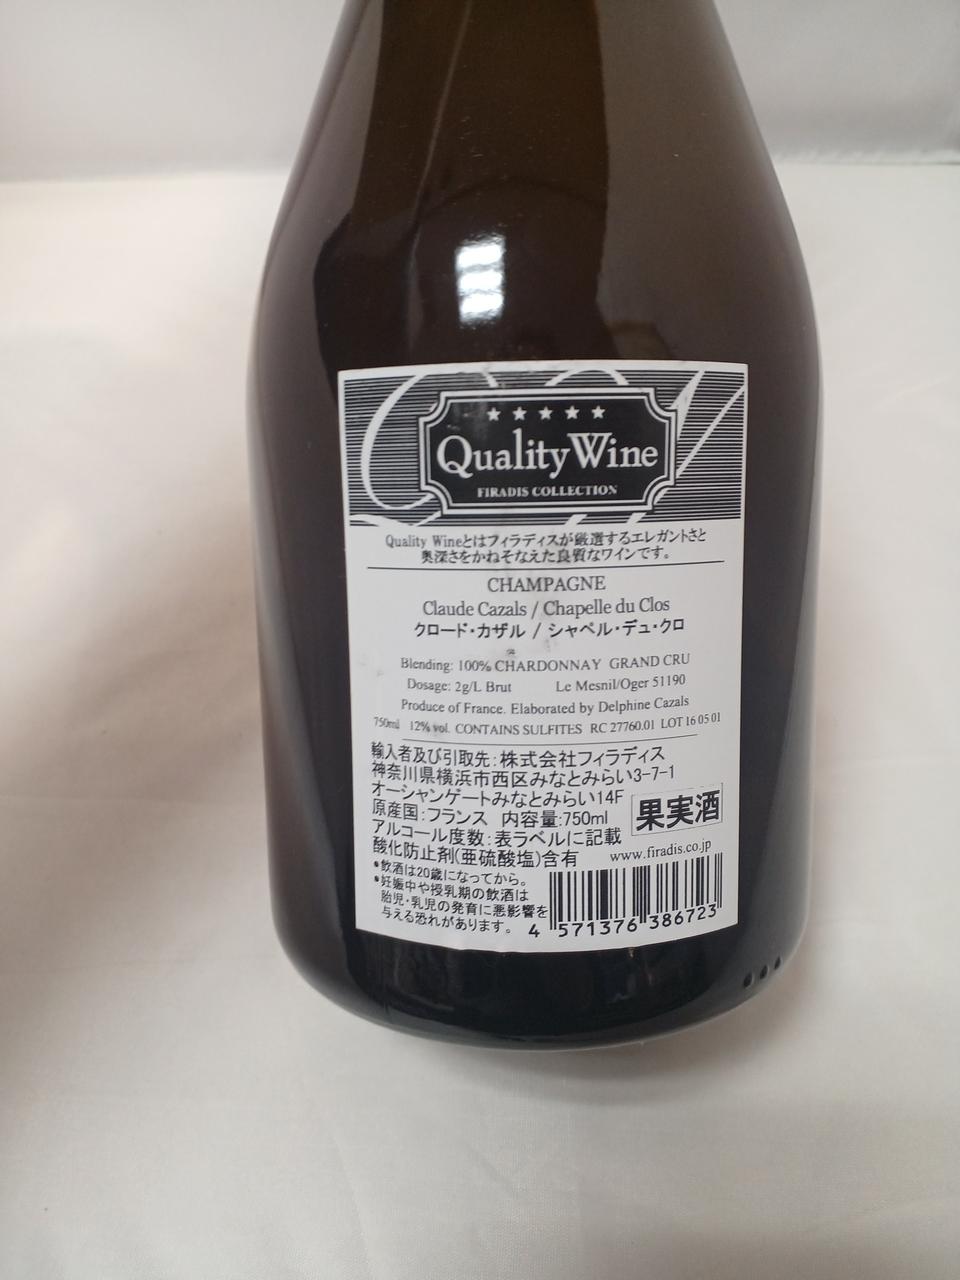 ★★★★★
Quality Wine
FIRADIS COLLECTION
Quality Wineとはフィラディスが厳選するエレガントさと
奥深さをかねそなえた良質なワインです。
CHAMPAGNE
Claude Cazals / Chapelle du Clos
クロード・カザル / シャペル・デュ・クロ
Blending: 100% CHARDONNAY GRAND CRU
Dosage: 2g/L Brut Le Mesnil/Oger 51190
Produce of France. Elaborated by Delphine Cazals
750ml 12% vol. CONTAINS SULFITES RC 27760.01 LOT 16 05 01
輸入者及び引取先:株式会社フィラディス
神奈川県横浜市西区みなとみらい3-7-1
オーシャンゲートみなとみらい14F
原産国:フランス 内容量:750ml
アルコール度数:表ラベルに記載
酸化防止剤(亜硫酸塩)含有
果実酒
www.firadis.co.jp
•飲酒は20歳になってから。
•妊娠中や授乳期の飲酒は
胎児・乳児の発育に悪影響を
与える恐れがあります。
4 571376 386723